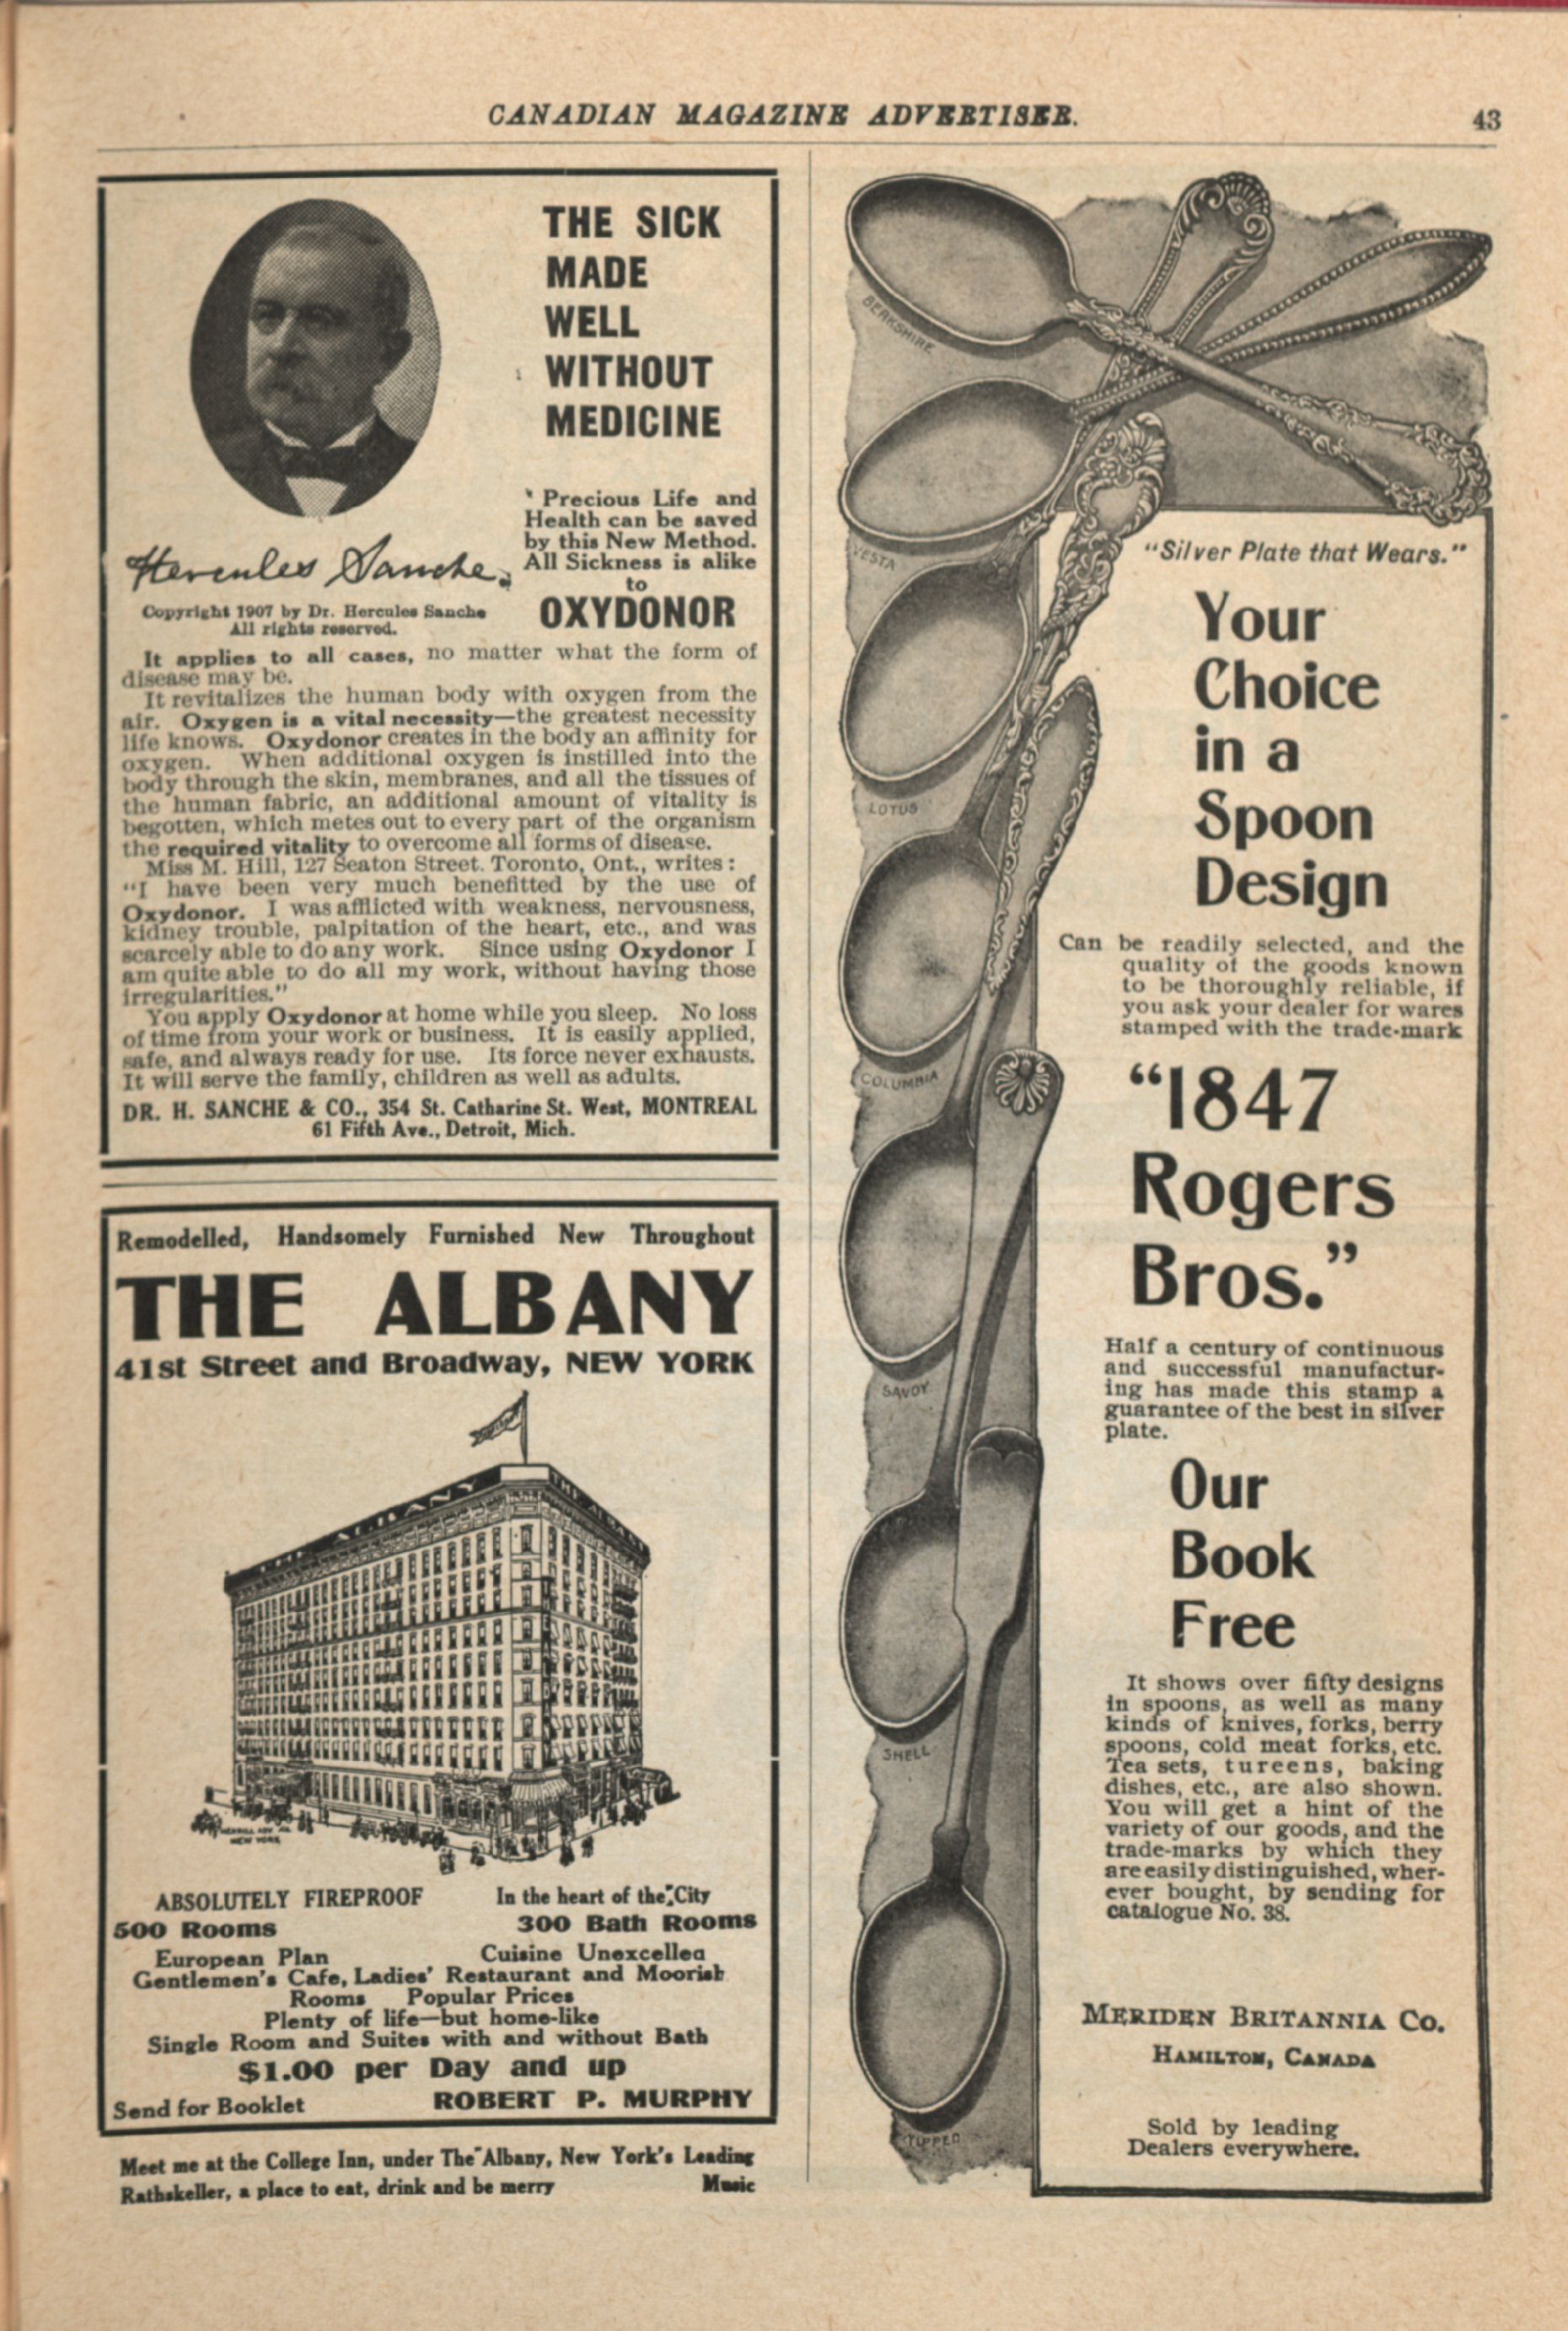 CANADIAN MAGAZINE ADVERTISER.
43
THE SICK
MADE
WELL
WITHOUT
MEDICINE
Hercules Sanche.
Copyright 1907 by Dr. Hercules Sanche
All rights reserved.
Precious Life and
Health can be saved
by this New Method.
All Sickness is alike
to
OXYDONOR
It applies to all cases, no matter what the form of
disease may be.
It revitalizes the human body with oxygen from the
air. Oxygen is a vital necessity—the greatest necessity
life knows. Oxydonor creates in the body an affinity for
oxygen. When additional oxygen is instilled into the
body through the skin, membranes, and all the tissues of
the human fabric, an additional amount of vitality is
begotten, which metes out to every part of the organism
the required vitality to overcome all forms of disease.
Miss M. Hill, 127 Seaton Street. Toronto, Ont., writes:
"I have been very much benefitted by the use of
Oxydonor. I was afflicted with weakness, nervousness,
kidney trouble, palpitation of the heart, etc., and was
scarcely able to do any work. Since using Oxydonor I
am quite able to do all my work, without having those
irregularities."
You apply Oxydonor at home while you sleep. No loss
of time from your work or business. It is easily applied,
safe, and always ready for use. Its force never exhausts.
It will serve the family, children as well as adults.
DR. H. SANCHE & CO., 354 St. Catharine St. West, MONTREAL
61 Fifth Ave., Detroit, Mich.
Remodelled, Handsomely Furnished New Throughout
THE ALBANY
41st Street and Broadway, NEW YORK
THE ALBANY
THE ALBANY
NEW YORK
ABSOLUTELY FIREPROOF In the heart of the City
500 Rooms 300 Bath Rooms
European Plan Cuisine Unexcelled
Gentlemen's Cafe, Ladies' Restaurant and Moorish
Rooms Popular Prices
Plenty of life—but home-like
Single Room and Suites with and without Bath
$1.00 per Day and up
Send for Booklet ROBERT P. MURPHY
Meet me at the College Inn, under The Albany, New York's Leading
Rathskeller, a place to eat, drink and be merry Music
BERKSHIRE
VESTA
LOTUS
COLUMBIA
SAVOY
SHELL
TIPPED
"Silver Plate that Wears."
Your
Choice
in a
Spoon
Design
Can be readily selected, and the
quality of the goods known
to be thoroughly reliable, if
you ask your dealer for wares
stamped with the trade-mark
"1847
Rogers
Bros."
Half a century of continuous
and successful manufactur-
ing has made this stamp a
guarantee of the best in silver
plate.
Our
Book
Free
It shows over fifty designs
in spoons, as well as many
kinds of knives, forks, berry
spoons, cold meat forks, etc.
Tea sets, tureens, baking
dishes, etc., are also shown.
You will get a hint of the
variety of our goods, and the
trade-marks by which they
are easily distinguished, wher-
ever bought, by sending for
catalogue No. 38.
MERIDEN BRITANNIA CO.
HAMILTON, CANADA
Sold by leading
Dealers everywhere.